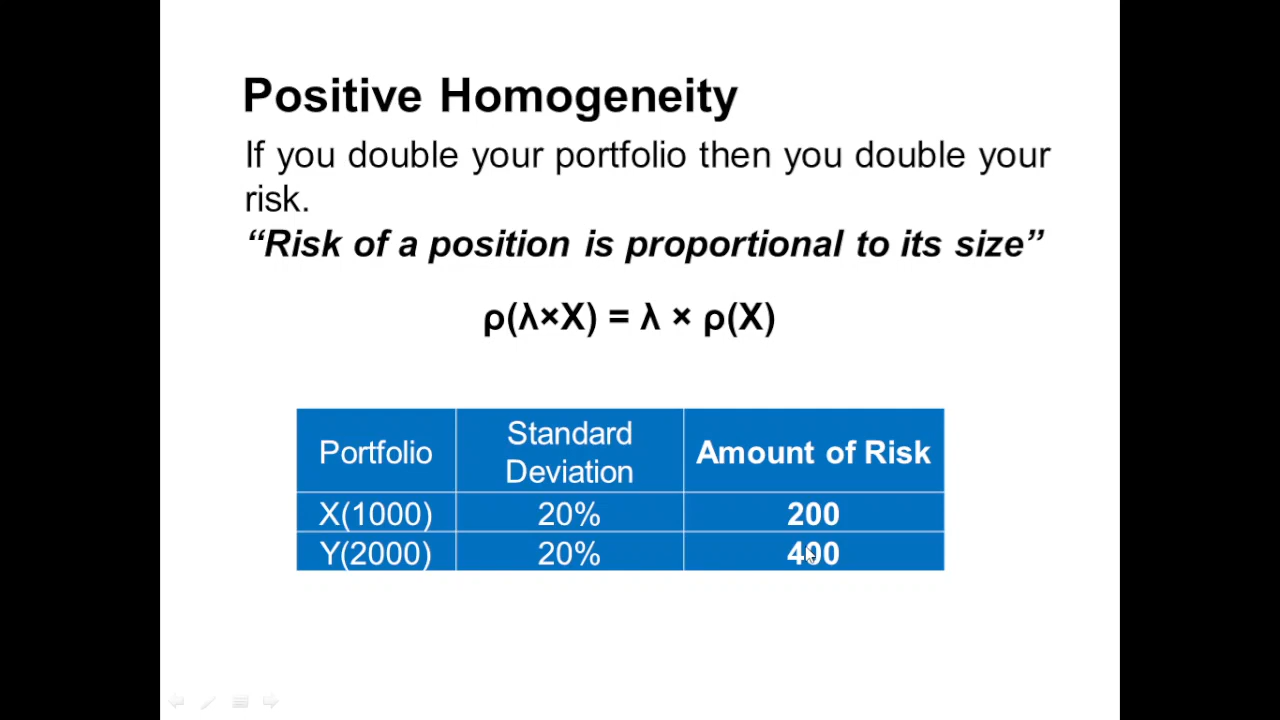 Positive Homogeneity
If you double your portfolio then you double your
risk.
“Risk of a position is proportional to its size”
ρ(λ×X) = λ × ρ(X)
Portfolio Standard Deviation Amount of Risk
X(1000) 20% 200
Y(2000) 20% 400